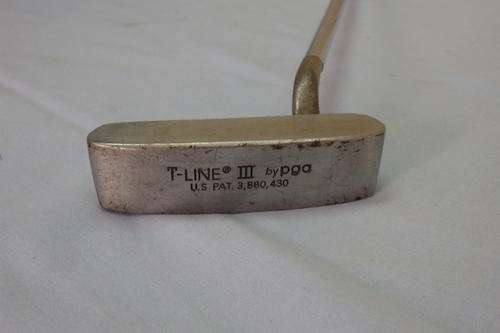 T-LINE® III by pga
U.S. PAT. 3,880,430